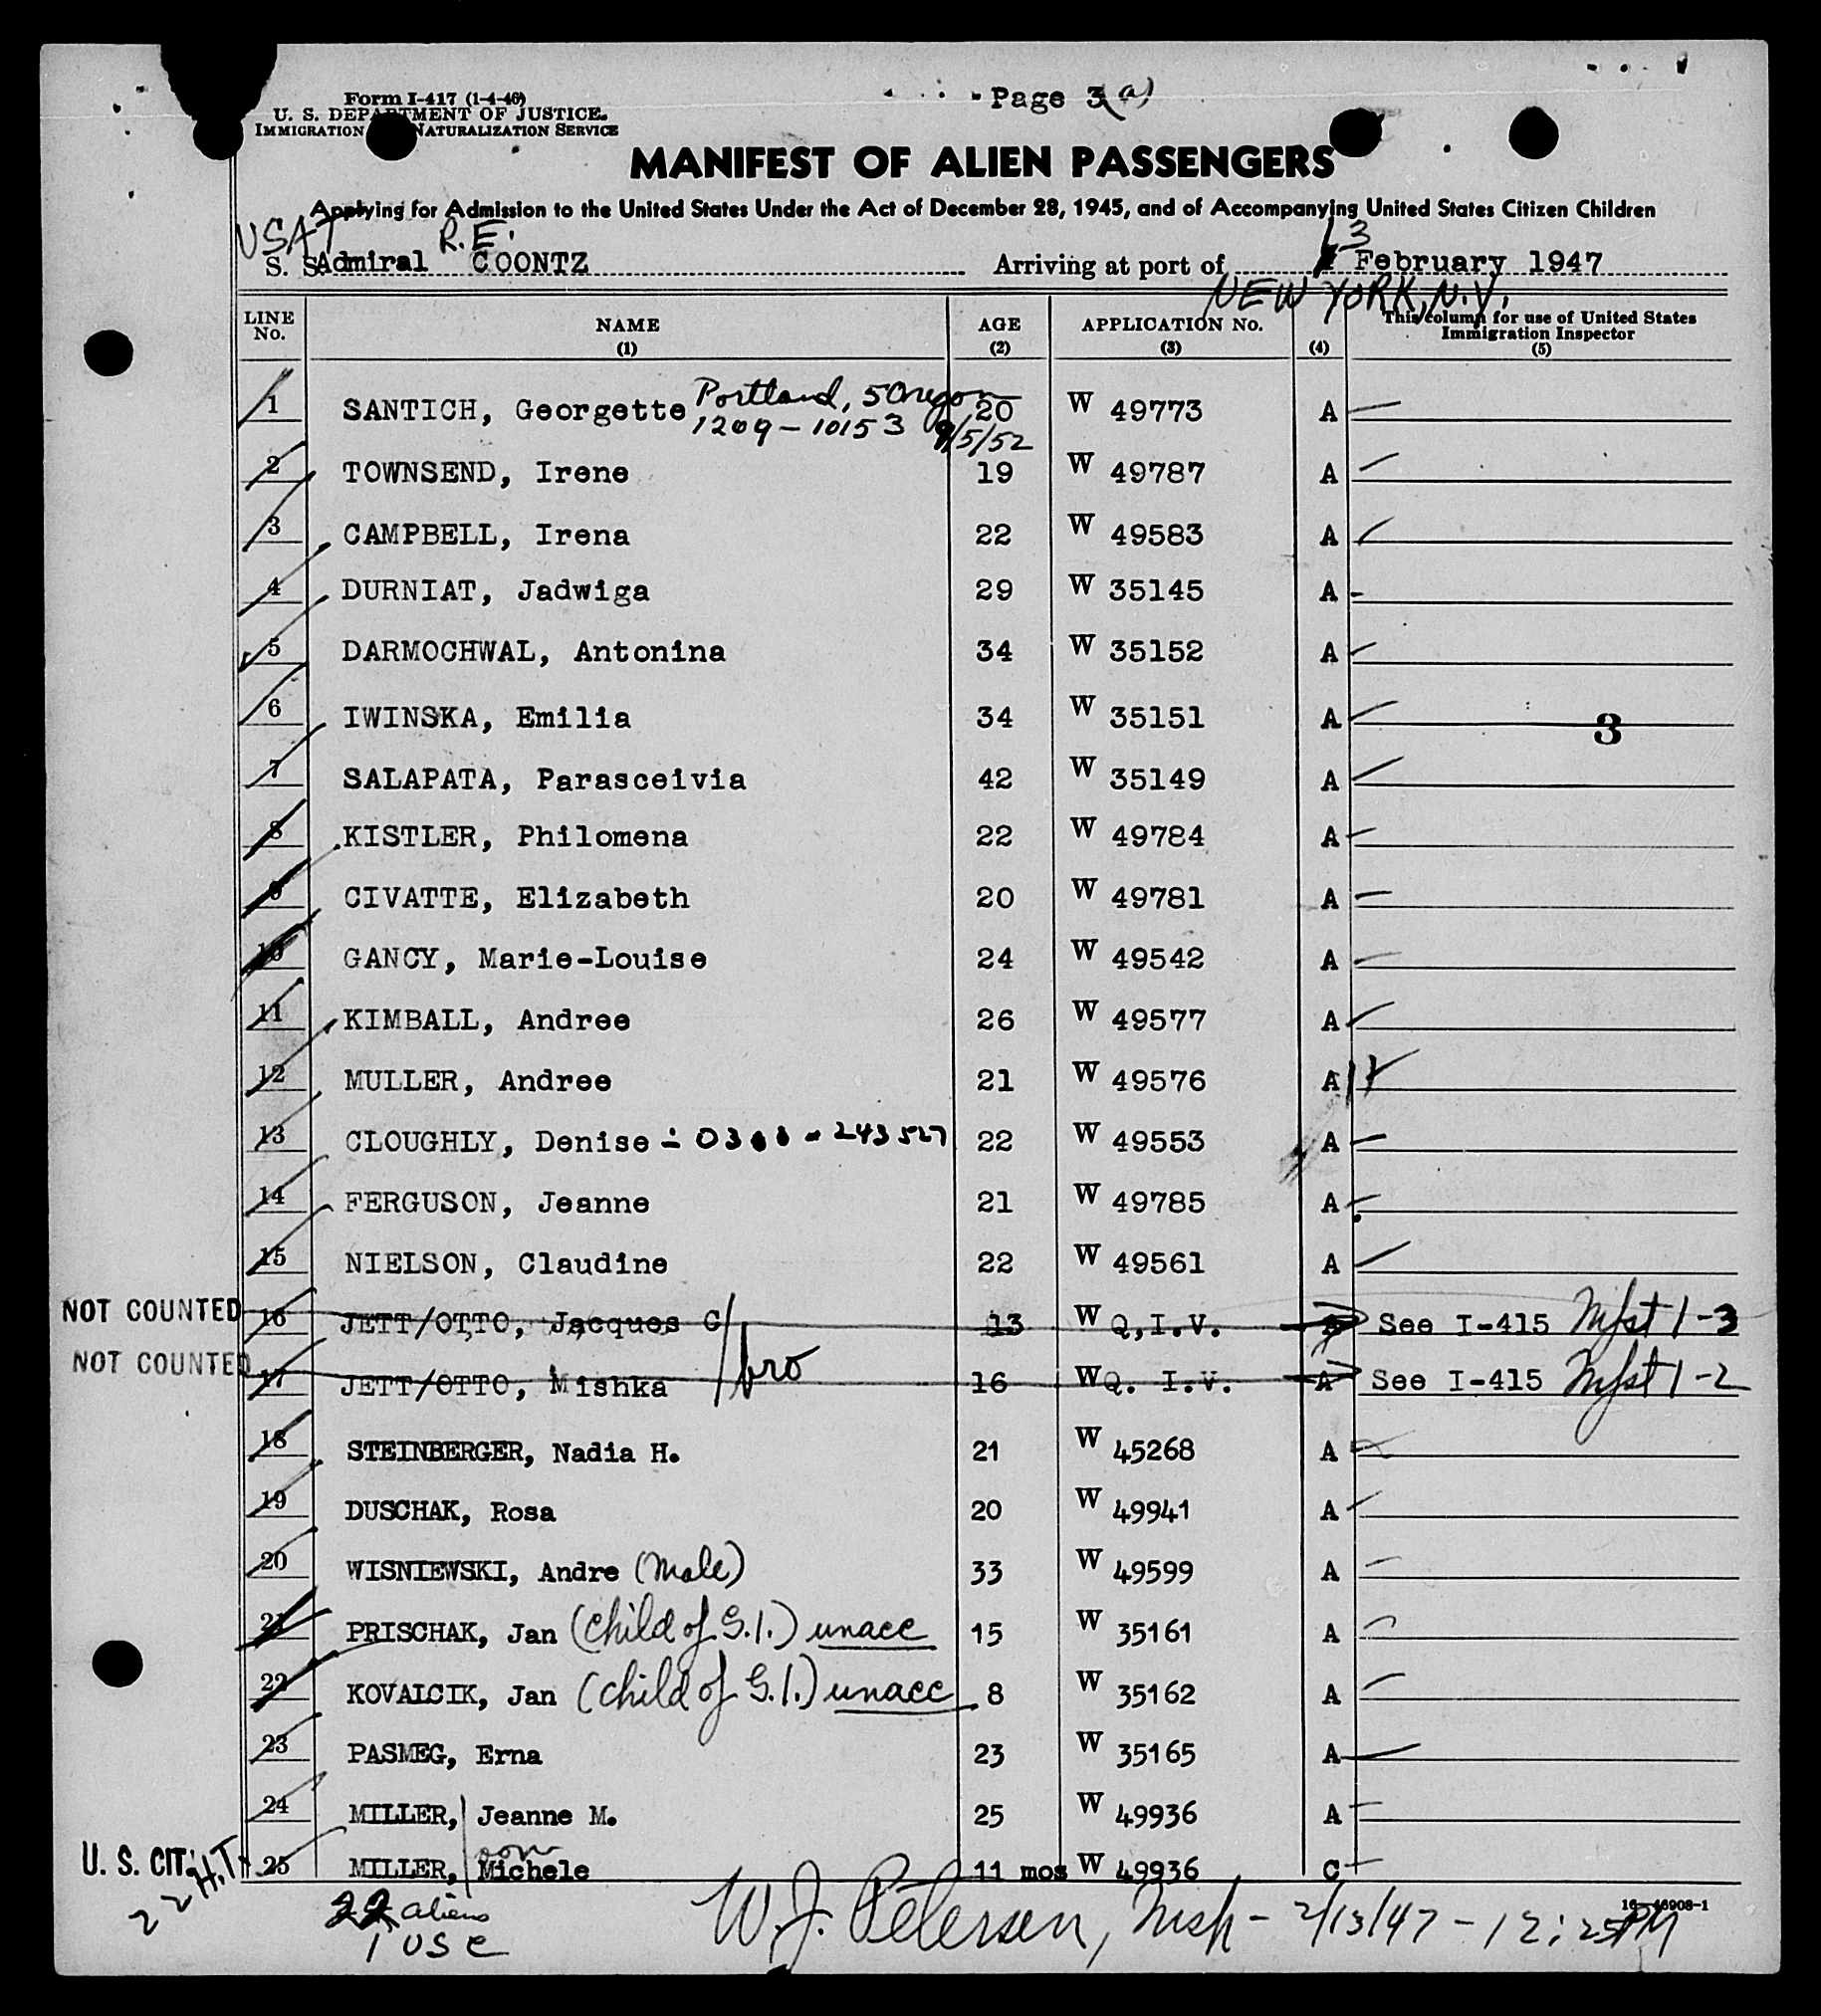 Form I-417 (1-4-46)
U. S. DEPARTMENT OF JUSTICE
IMMIGRATION NATURALIZATION SERVICE
Page 3 (a)
MANIFEST OF ALIEN PASSENGERS
Applying for Admission to the United States Under the Act of December 28, 1945, and of Accompanying United States Citizen Children
USAT R.E. 13
S. S. Admiral COONTZ Arriving at port of February 1947
NEW YORK, N.Y.
LINE No. NAME (1) AGE (2) APPLICATION No. (3) (4) This column for use of United States Immigration Inspector (5)
Portland, 5 Oregon
1 SANTICH, Georgette 20 W 49773 A
1209-10153 9/5/52
2 TOWNSEND, Irene 19 W 49787 A
3 CAMPBELL, Irena 22 W 49583 A
4 DURNIAT, Jadwiga 29 W 35145 A
5 DARMOCHWAL, Antonina 34 W 35152 A
6 IWINSKA, Emilia 34 W 35151 A 3
7 SALAPATA, Parasceivia 42 W 35149 A
8 KISTLER, Philomena 22 W 49784 A
9 CIVATTE, Elizabeth 20 W 49781 A
10 GANCY, Marie-Louise 24 W 49542 A
11 KIMBALL, Andree 26 W 49577 A
12 MULLER, Andree 21 W 49576 A
13 CLOUGHLY, Denise - 0300-243527 22 W 49553 A
14 FERGUSON, Jeanne 21 W 49785 A
15 NIELSON, Claudine 22 W 49561 A
NOT COUNTED 16 JETT/OTTO, Jacques C 13 W Q,I.V. A See I-415 Mfst 1-3
NOT COUNTED 17 JETT/OTTO, Mishka bro 16 W Q. I.V. A See I-415 Mfst 1-2
18 STEINBERGER, Nadia H. 21 W 45268 A
19 DUSCHAK, Rosa 20 W 49941 A
20 WISNIEWSKI, Andre (Male) 33 W 49599 A
21 PRISCHAK, Jan (child of G.I.) unacc 15 W 35161 A
22 KOVALCIK, Jan (child of G.I.) unacc 8 W 35162 A
23 PASMEG, Erna 23 W 35165 A
24 MILLER, Jeanne M. 25 W 49936 A
son
U. S. CIT. 25 MILLER, Michele 11 mos W 49936 C
22 H.T.
22 aliens
1 USC
W. J. Petersen, Insp - 2/13/47 - 12:25PM
16-46908-1